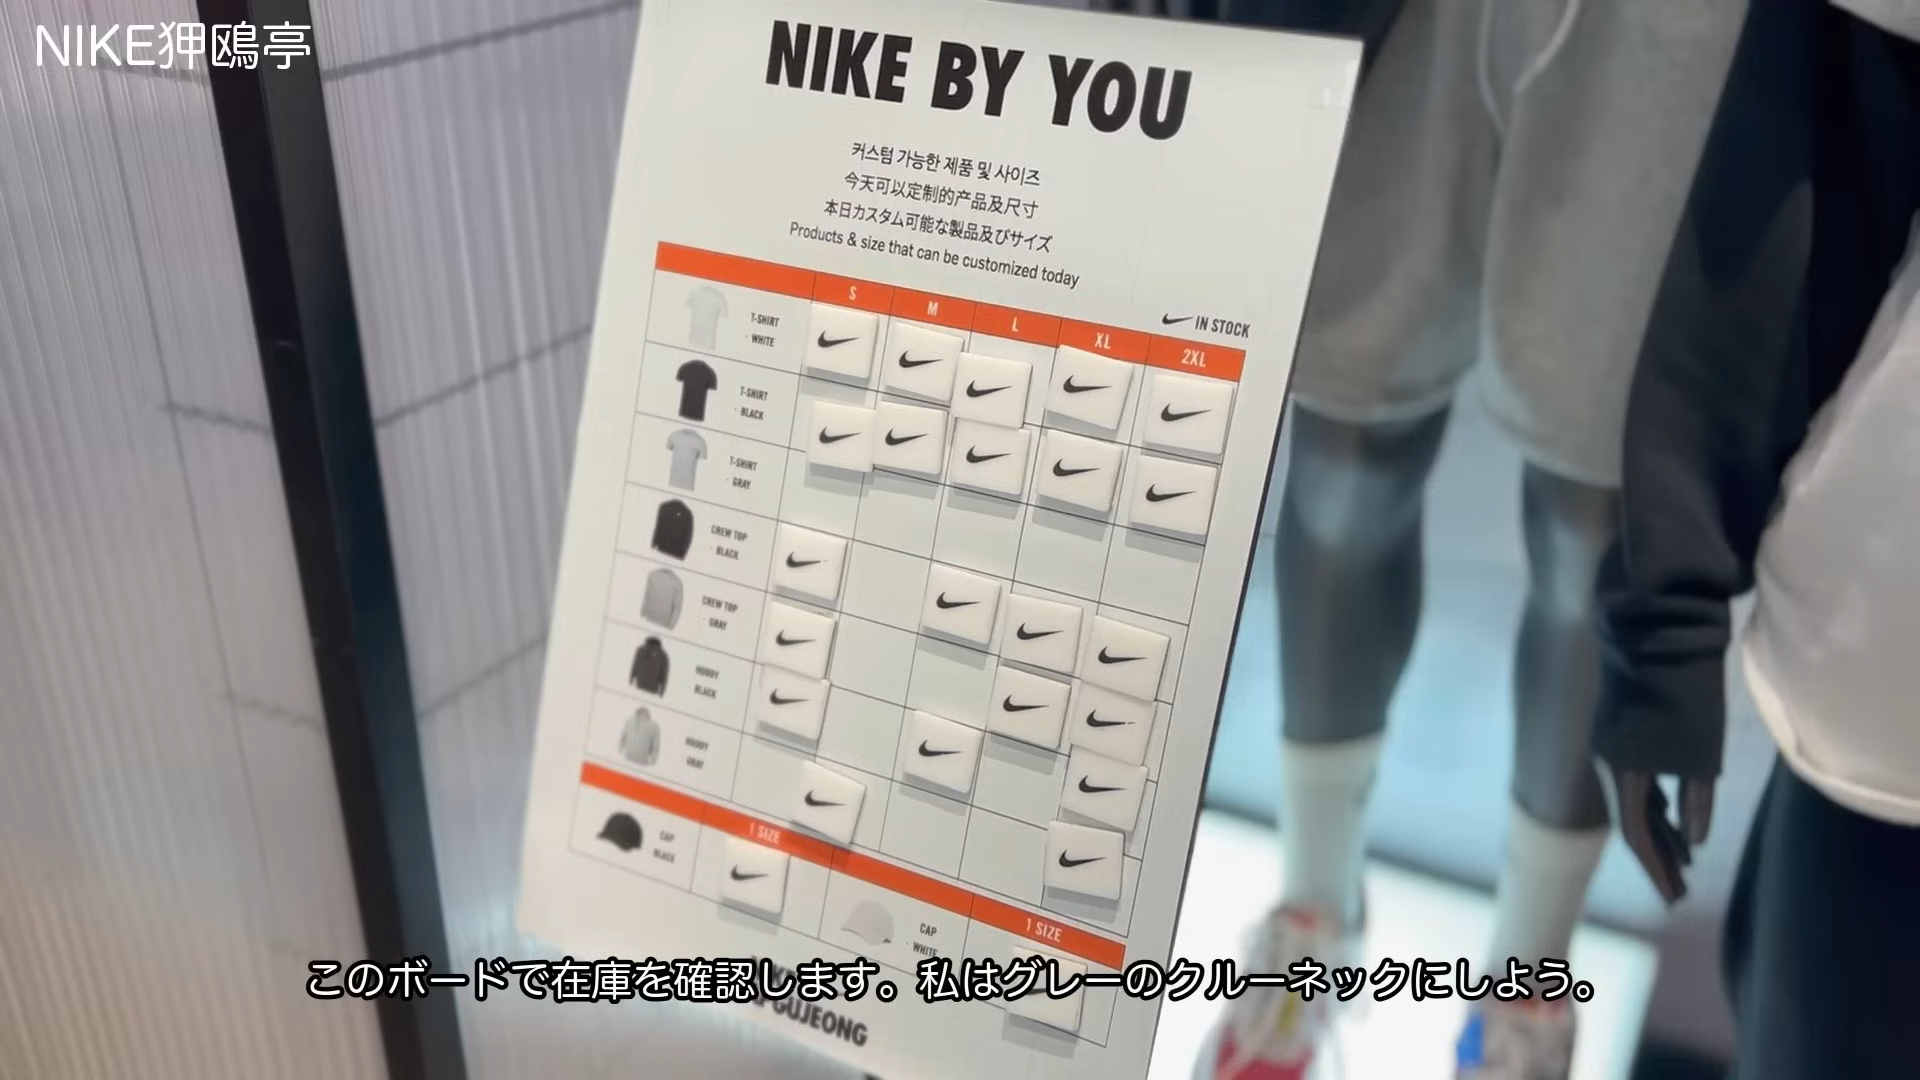 NIKE狎鴎亭
NIKE BY YOU
커스텀 가능한 제품 및 사이즈
今天可以定制的产品及尺寸
本日カスタム可能な製品及びサイズ
Products & size that can be customized today
IN STOCK
S M L XL 2XL
T-SHIRT
· WHITE
T-SHIRT
· BLACK
T-SHIRT
· GRAY
CREW TOP
· BLACK
CREW TOP
· GRAY
HOODY
BLACK
HOODY
GRAY
1 SIZE
CAP
BLACK
1 SIZE
CAP
· WHITE
このボードで在庫を確認します。私はグレーのクルーネックにしよう。
GUJEONG